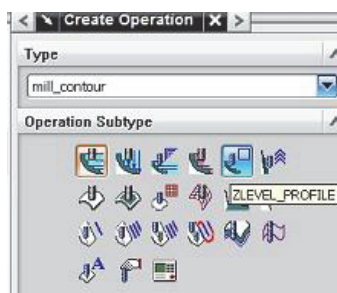 Create Operation
Type
mill_contour
Operation Subtype
ZLEVEL_PROFILE
A